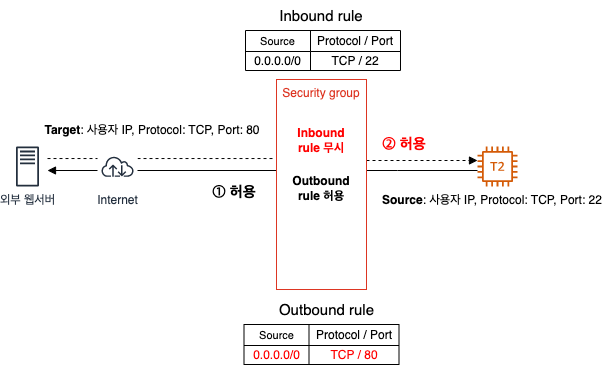 Inbound rule
Source Protocol / Port
0.0.0.0/0 TCP / 22
Security group
Target: 사용자 IP, Protocol: TCP, Port: 80
Inbound
rule 무시
② 허용
T2
외부 웹서버
Internet
① 허용
Outbound
rule 허용
Source: 사용자 IP, Protocol: TCP, Port: 22
Outbound rule
Source Protocol / Port
0.0.0.0/0 TCP / 80